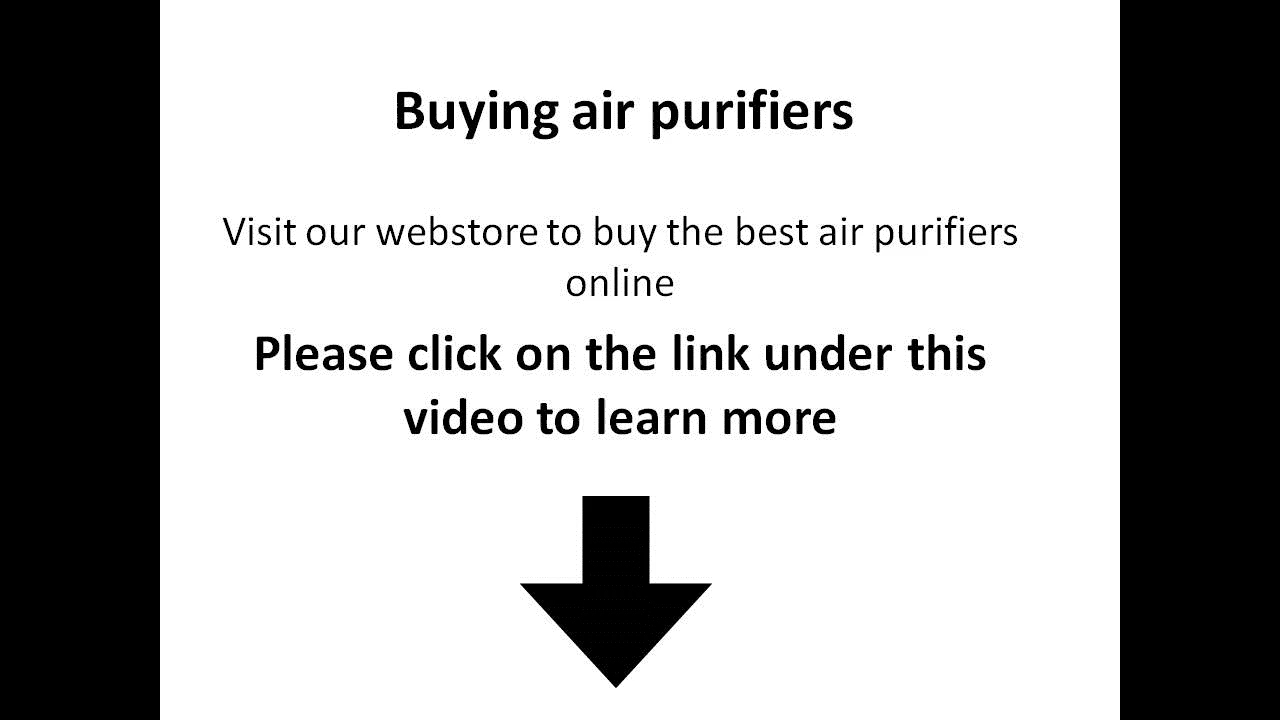 Buying air purifiers
Visit our webstore to buy the best air purifiers
online
Please click on the link under this
video to learn more